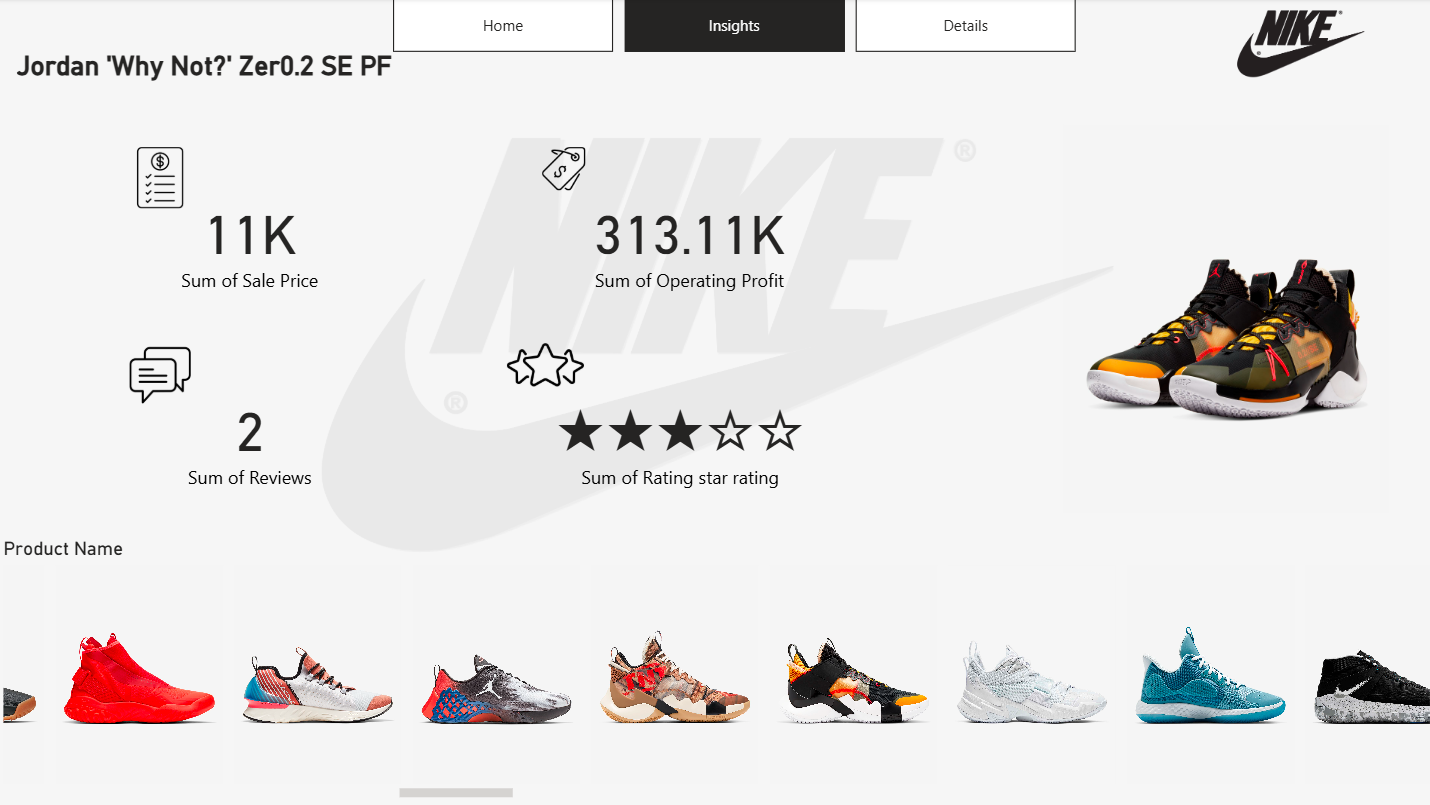 Home
Insights
Details
NIKE
Jordan 'Why Not?' Zer0.2 SE PF
NIKE
11K
Sum of Sale Price
313.11K
Sum of Operating Profit
2
Sum of Reviews
★★★☆☆
Sum of Rating star rating
Product Name